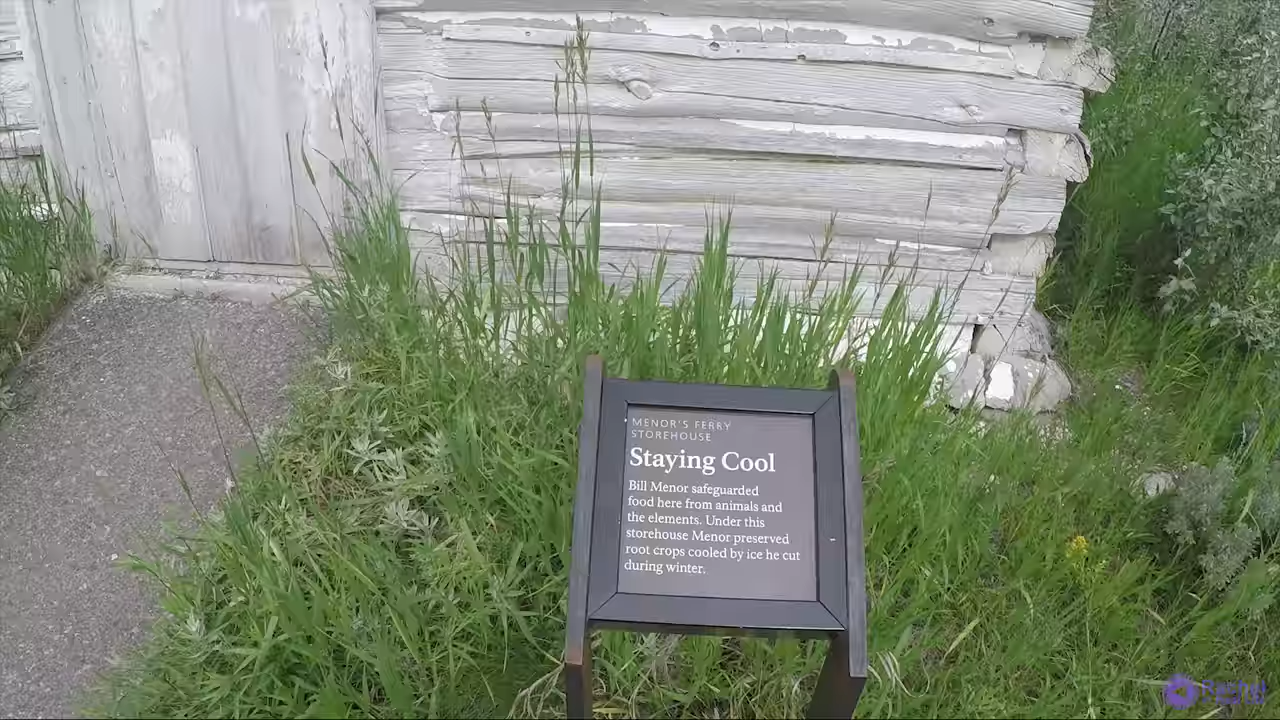 MENOR'S FERRY
STOREHOUSE
Staying Cool
Bill Menor safeguarded
food here from animals and
the elements. Under this
storehouse Menor preserved
root crops cooled by ice he cut
during winter.